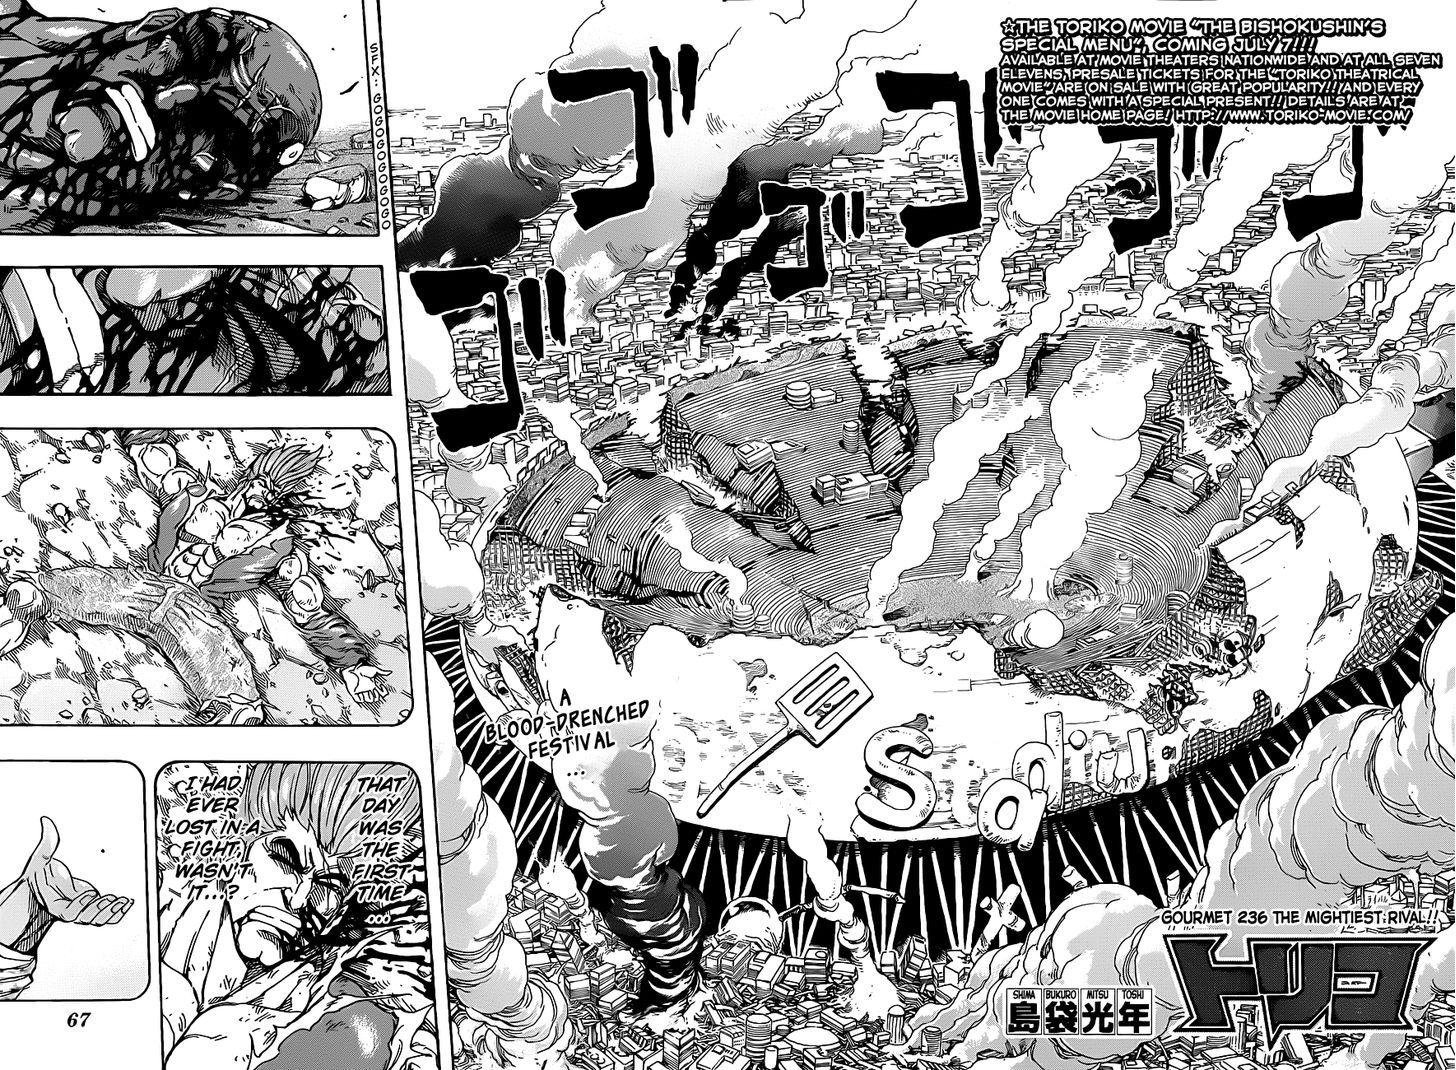 ☆THE TORIKO MOVIE "THE BISHOKUSHIN'S
SPECIAL MENU", COMING JULY 7!!!
AVAILABLE AT MOVIE THEATERS NATIONWIDE AND AT ALL SEVEN
ELEVENS, PRESALE TICKETS FOR THE "TORIKO THEATRICAL
MOVIE" ARE ON SALE WITH GREAT POPULARITY!! AND EVERY
ONE COMES WITH A SPECIAL PRESENT!! DETAILS ARE AT
THE MOVIE HOME PAGE! HTTP://WWW.TORIKO-MOVIE.COM/
ゴゴゴゴゴゴ
A
BLOOD-DRENCHED
FESTIVAL
...
Stadium
GOURMET 236 THE MIGHTIEST RIVAL!!
トリコ
SHIMA BUKURO MITSU TOSHI
島袋光年
SFX: GOGOGOGOGOGO
THAT
DAY
WAS
THE
FIRST
TIME
...
I HAD
EVER
LOST IN A
FIGHT,
WASN'T
IT...?
67